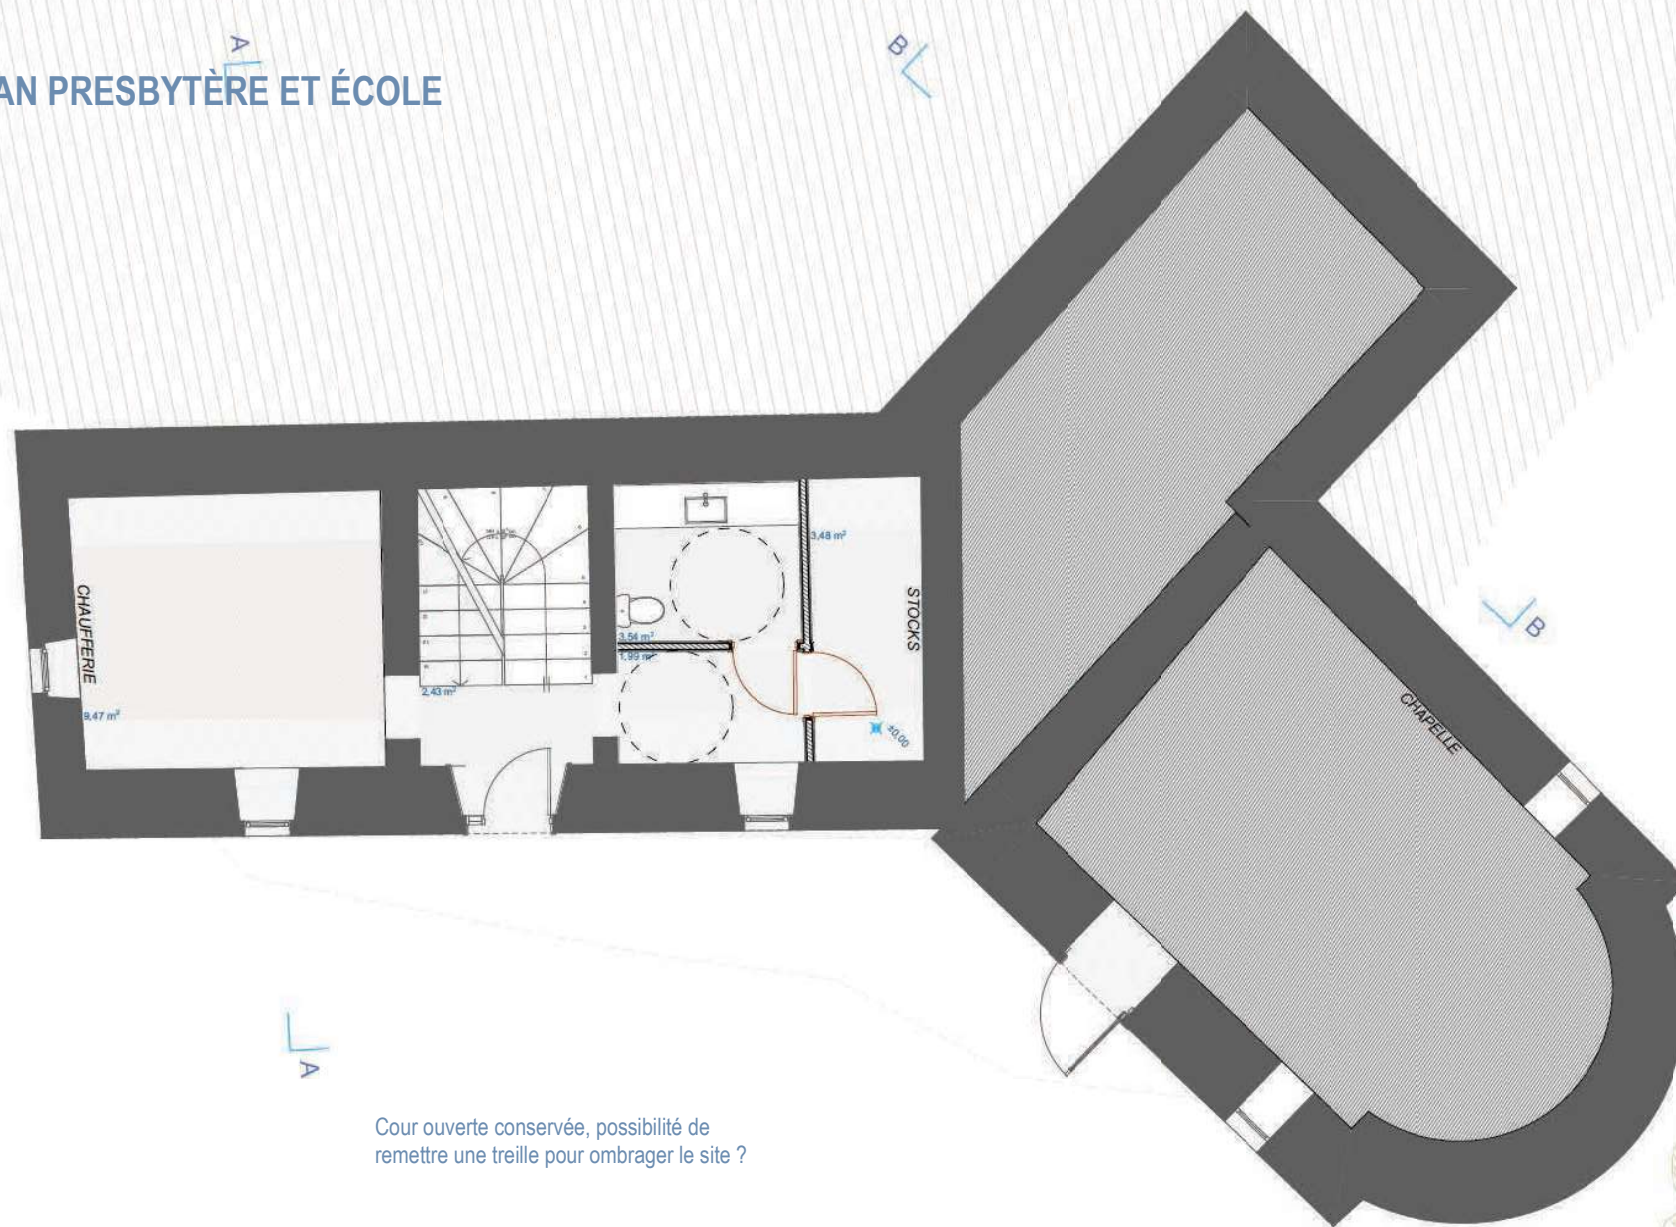 A
B
AN PRESBYTÈRE ET ÉCOLE
3,48 m²
CHAUFFERIE
STOCKS
3,54 m²
1,99 m²
2,43 m²
9,47 m²
±0,00
B
CHAPELLE
A
Cour ouverte conservée, possibilité de
remettre une treille pour ombrager le site ?